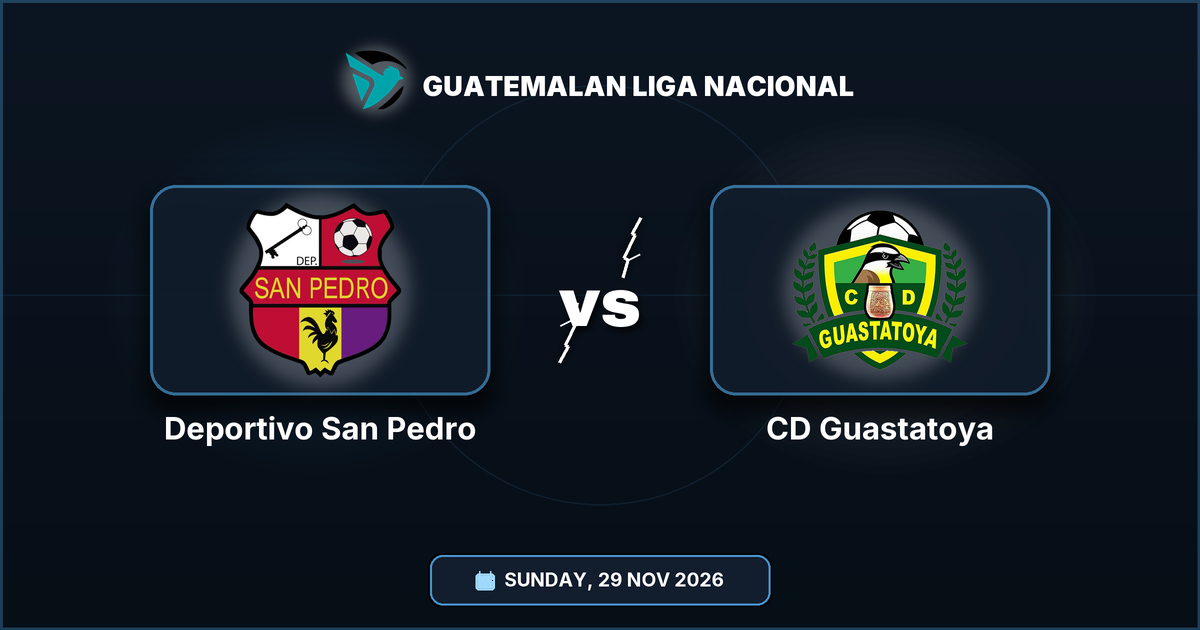 GUATEMALAN LIGA NACIONAL
DEP.
SAN PEDRO
VS
C D
GUASTATOYA
Deportivo San Pedro
CD Guastatoya
SUNDAY, 29 NOV 2026